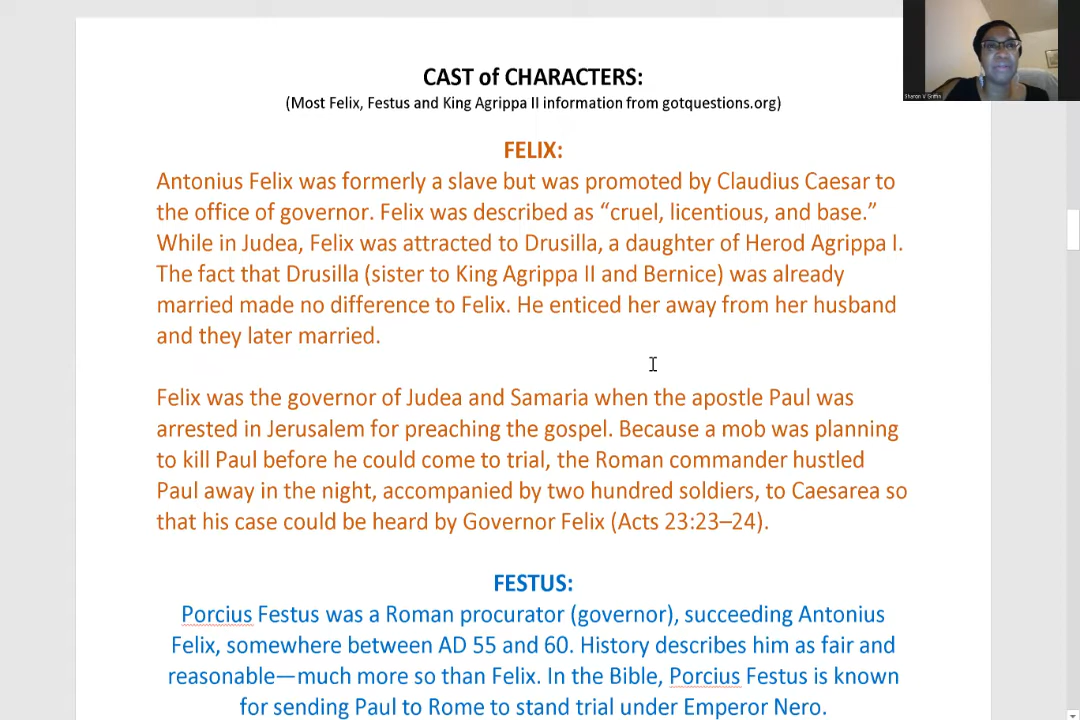 CAST of CHARACTERS:
(Most Felix, Festus and King Agrippa II information from gotquestions.org)
FELIX:
Antonius Felix was formerly a slave but was promoted by Claudius Caesar to
the office of governor. Felix was described as “cruel, licentious, and base.”
While in Judea, Felix was attracted to Drusilla, a daughter of Herod Agrippa I.
The fact that Drusilla (sister to King Agrippa II and Bernice) was already
married made no difference to Felix. He enticed her away from her husband
and they later married.
Felix was the governor of Judea and Samaria when the apostle Paul was
arrested in Jerusalem for preaching the gospel. Because a mob was planning
to kill Paul before he could come to trial, the Roman commander hustled
Paul away in the night, accompanied by two hundred soldiers, to Caesarea so
that his case could be heard by Governor Felix (Acts 23:23–24).
FESTUS:
Porcius Festus was a Roman procurator (governor), succeeding Antonius
Felix, somewhere between AD 55 and 60. History describes him as fair and
reasonable—much more so than Felix. In the Bible, Porcius Festus is known
for sending Paul to Rome to stand trial under Emperor Nero.
Sharon V Griffin